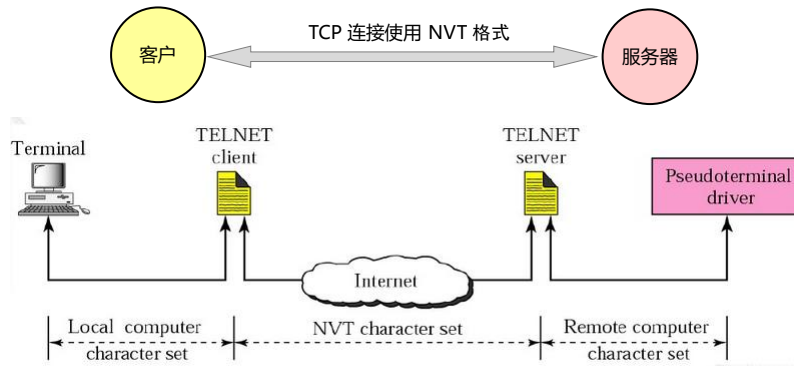 TCP 连接使用 NVT 格式
客户
服务器
Terminal
TELNET
client
TELNET
server
Pseudoterminal
driver
Internet
Local computer
character set
NVT character set
Remote computer
character set